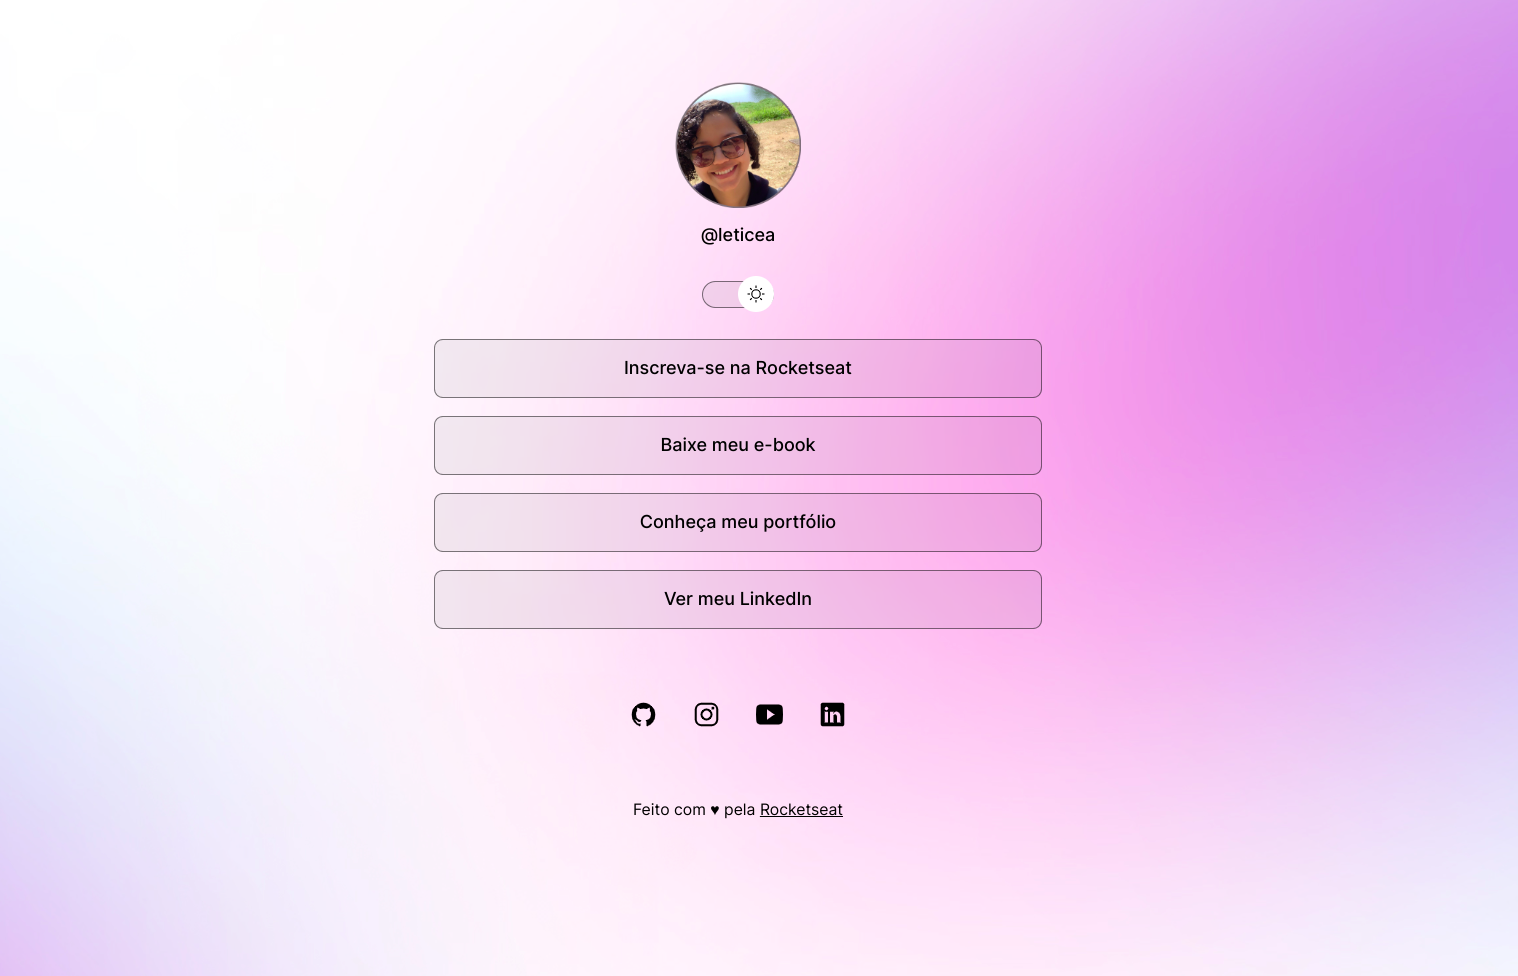 @leticea
Inscreva-se na Rocketseat
Baixe meu e-book
Conheça meu portfólio
Ver meu LinkedIn
Feito com ♥ pela Rocketseat